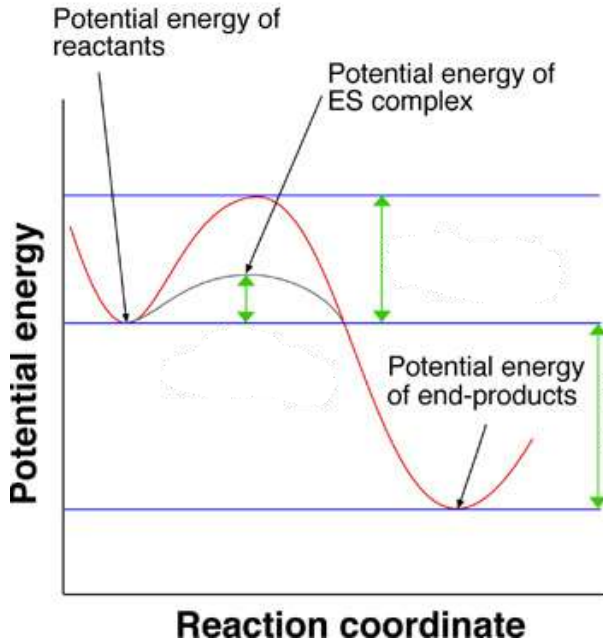 Potential energy of
reactants
Potential energy of
ES complex
Potential energy
Potential energy
of end-products
Reaction coordinate